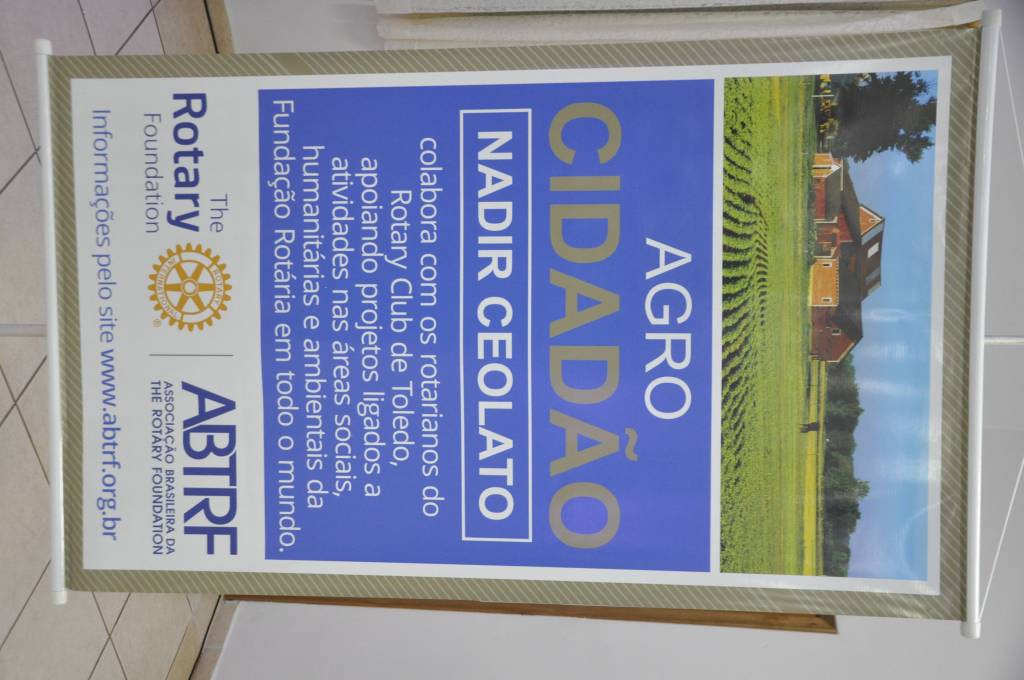 AGRO
CIDADÃO
NADIR CEOLATO
colabora com os rotarianos do
Rotary Club de Toledo,
apoiando projetos ligados a
atividades nas áreas sociais,
humanitárias e ambientais da
Fundação Rotária em todo o mundo.
The
Rotary
Foundation
ROTARY
INTERNATIONAL
®
ABTRF
ASSOCIAÇÃO BRASILEIRA DA
THE ROTARY FOUNDATION
Informações pelo site www.abtrf.org.br